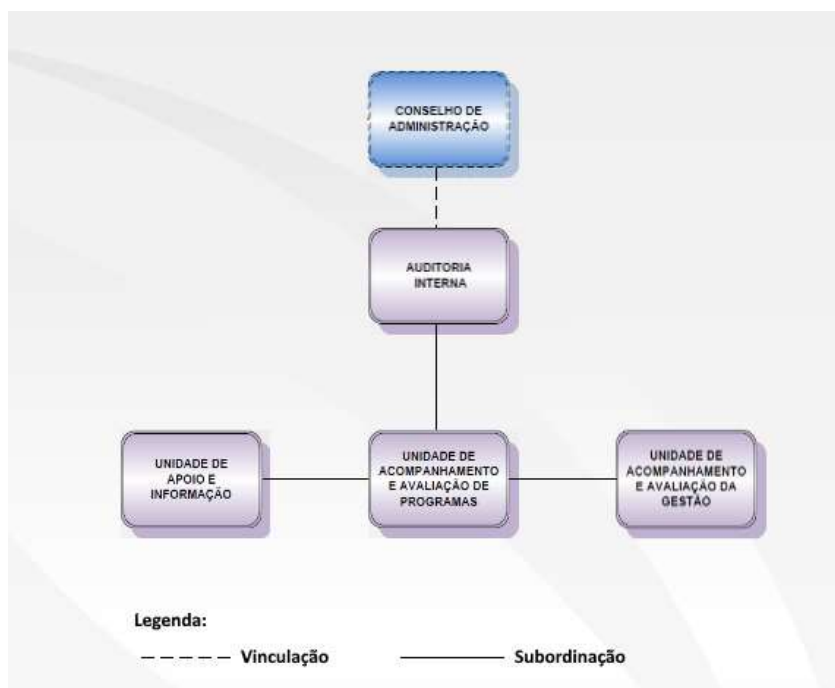 CONSELHO DE
ADMINISTRAÇÃO
AUDITORIA
INTERNA
UNIDADE DE
APOIO E
INFORMAÇÃO
UNIDADE DE
ACOMPANHAMENTO
E AVALIAÇÃO DE
PROGRAMAS
UNIDADE DE
ACOMPANHAMENTO
E AVALIAÇÃO DA
GESTÃO
Legenda:
Vinculação
Subordinação